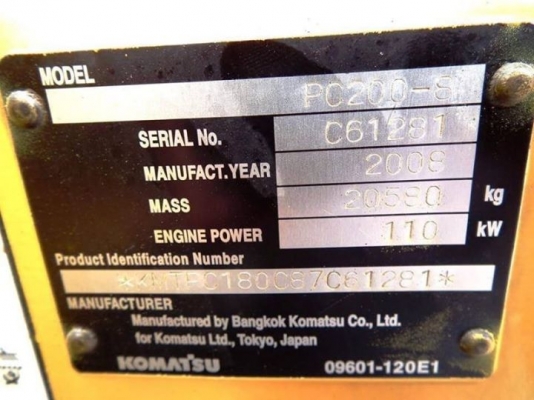 MODEL PC200-8
SERIAL No. C61281
MANUFACT.YEAR 2008
MASS 20580 kg
ENGINE POWER 110 kW
Product Identification Number
MANUFACTURER
Manufactured by Bangkok Komatsu Co., Ltd.
for Komatsu Ltd., Tokyo, Japan
KOMATSU 09601-120E1